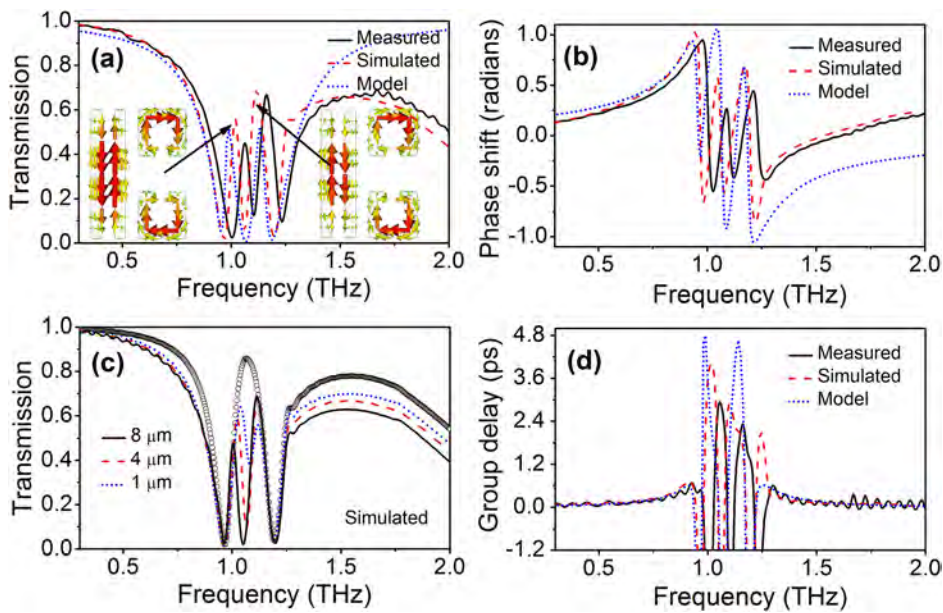 (a)
Measured
Simulated
Model
Transmission
1.0
0.8
0.6
0.4
0.2
0.0
0.5 1.0 1.5 2.0
Frequency (THz)
(b)
Measured
Simulated
Model
Phase shift (radians)
1.0
0.5
0.0
-0.5
-1.0
0.5 1.0 1.5 2.0
Frequency (THz)
(c)
8 μm
4 μm
1 μm
Simulated
Transmission
1.0
0.8
0.6
0.4
0.2
0.0
0.5 1.0 1.5 2.0
Frequency (THz)
(d)
Measured
Simulated
Model
Group delay (ps)
4.8
3.6
2.4
1.2
0.0
-1.2
0.5 1.0 1.5 2.0
Frequency (THz)